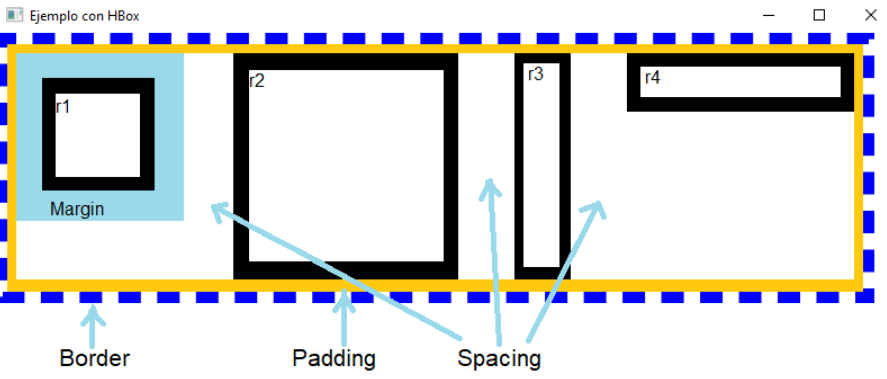 Ejemplo con HBox
r1
r2
r3
r4
Margin
Border
Padding
Spacing